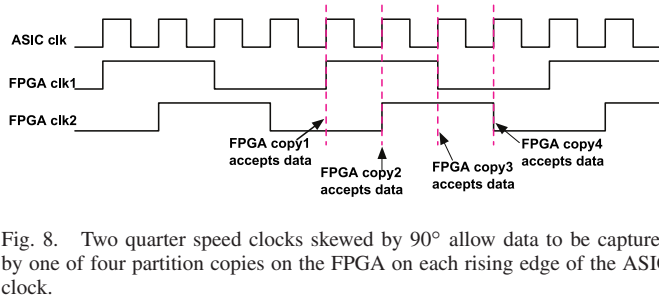 ASIC clk
FPGA clk1
FPGA clk2
FPGA copy1
accepts data
FPGA copy2
accepts data
FPGA copy3
accepts data
FPGA copy4
accepts data
Fig. 8. Two quarter speed clocks skewed by 90° allow data to be capture
by one of four partition copies on the FPGA on each rising edge of the ASIC
clock.